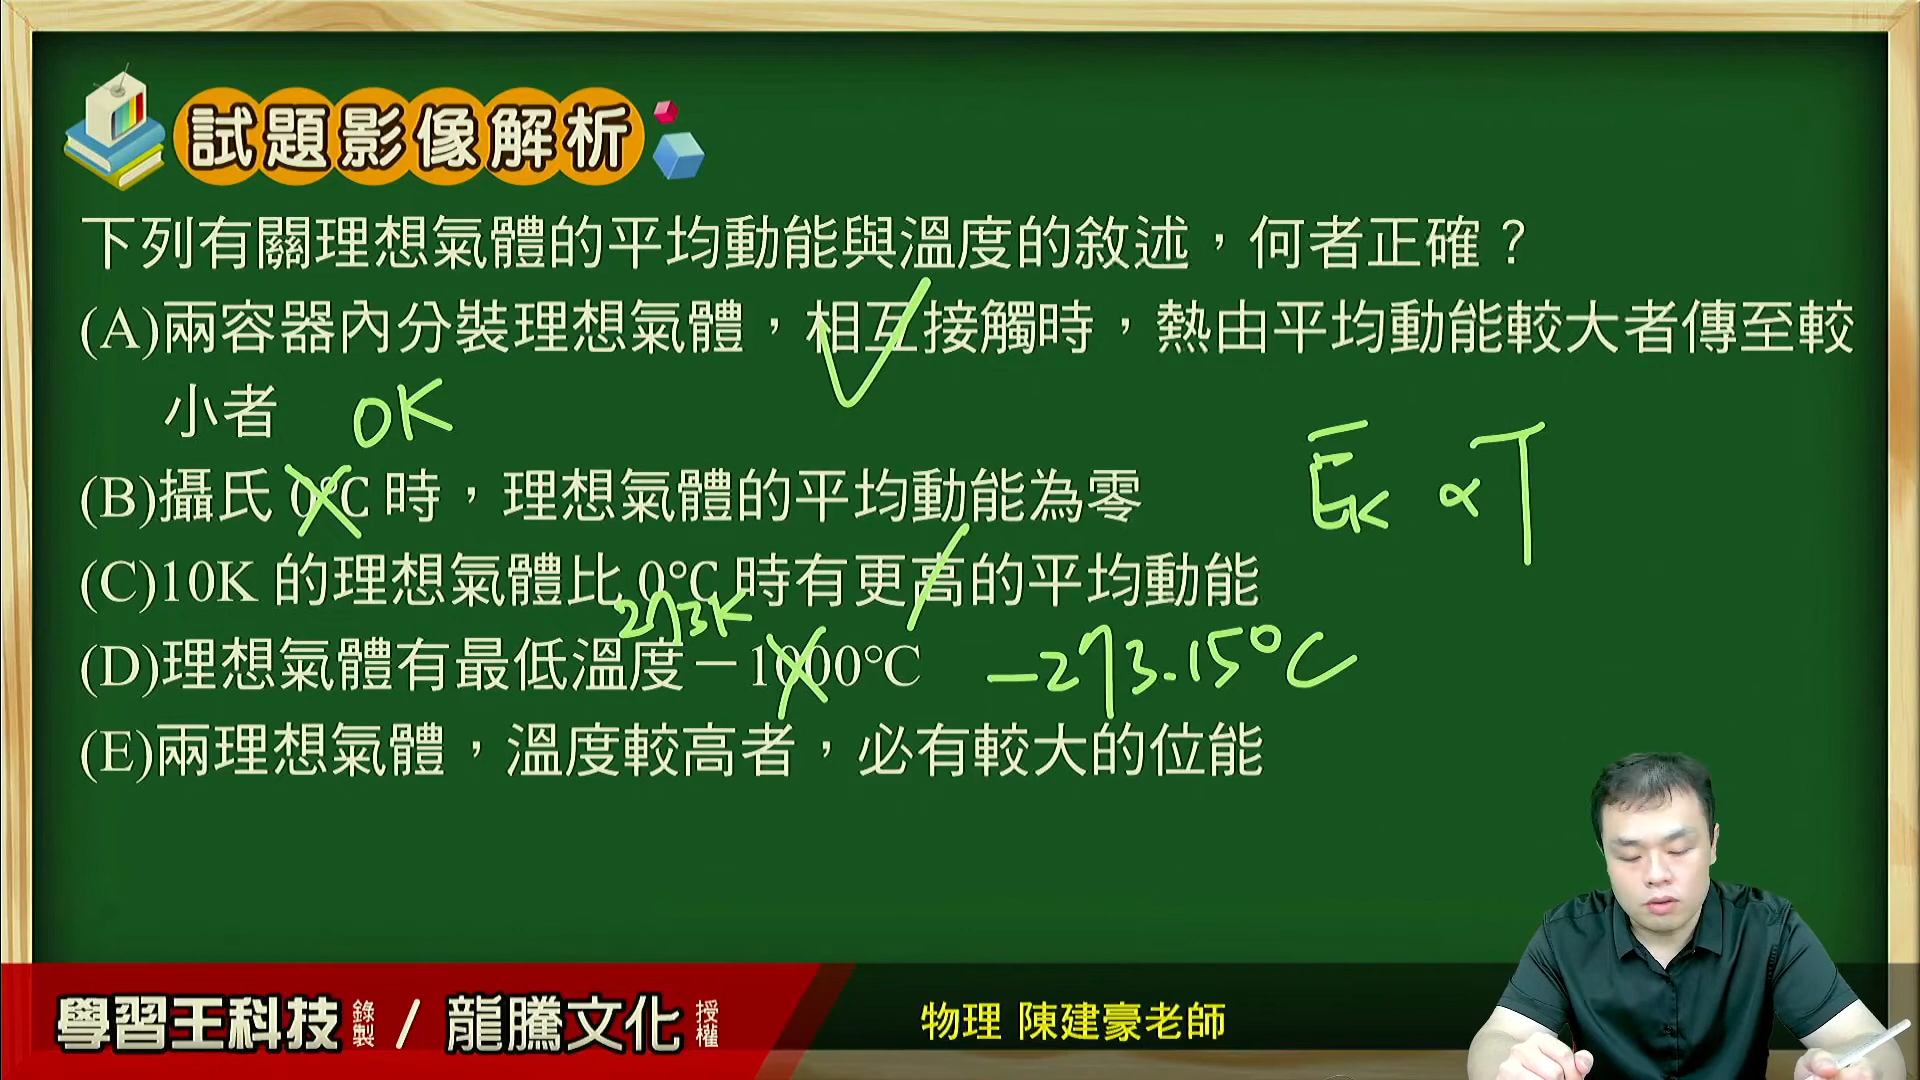 試題影像解析
下列有關理想氣體的平均動能與溫度的敘述，何者正確？
(A)兩容器內分裝理想氣體，相互接觸時，熱由平均動能較大者傳至較
小者 OK
(B)攝氏 0°C 時，理想氣體的平均動能為零
E̅K ∝ T
(C)10K 的理想氣體比 0°C 時有更高的平均動能
273K
(D)理想氣體有最低溫度－1000°C -273.15°C
(E)兩理想氣體，溫度較高者，必有較大的位能
學習王科技 錄製 / 龍騰文化 授權
物理 陳建豪老師